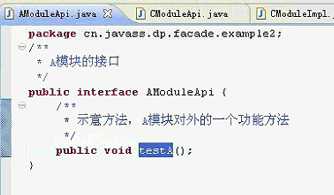 AModuleApi.java
CModuleApi.java
CModuleImpl.
package cn.javass.dp.facade.example2;
/**
* A模块的接口
*/
public interface AModuleApi {
/**
* 示意方法, A模块对外的一个功能方法
*/
public void testA();
}